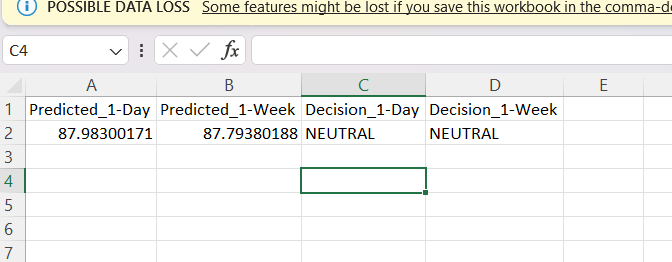 POSSIBLE DATA LOSS Some features might be lost if you save this workbook in the comma-de
C4 fx
A B C D E
1 Predicted_1-Day Predicted_1-Week Decision_1-Day Decision_1-Week
2 87.98300171 87.79380188 NEUTRAL NEUTRAL
3
4
5
6
7